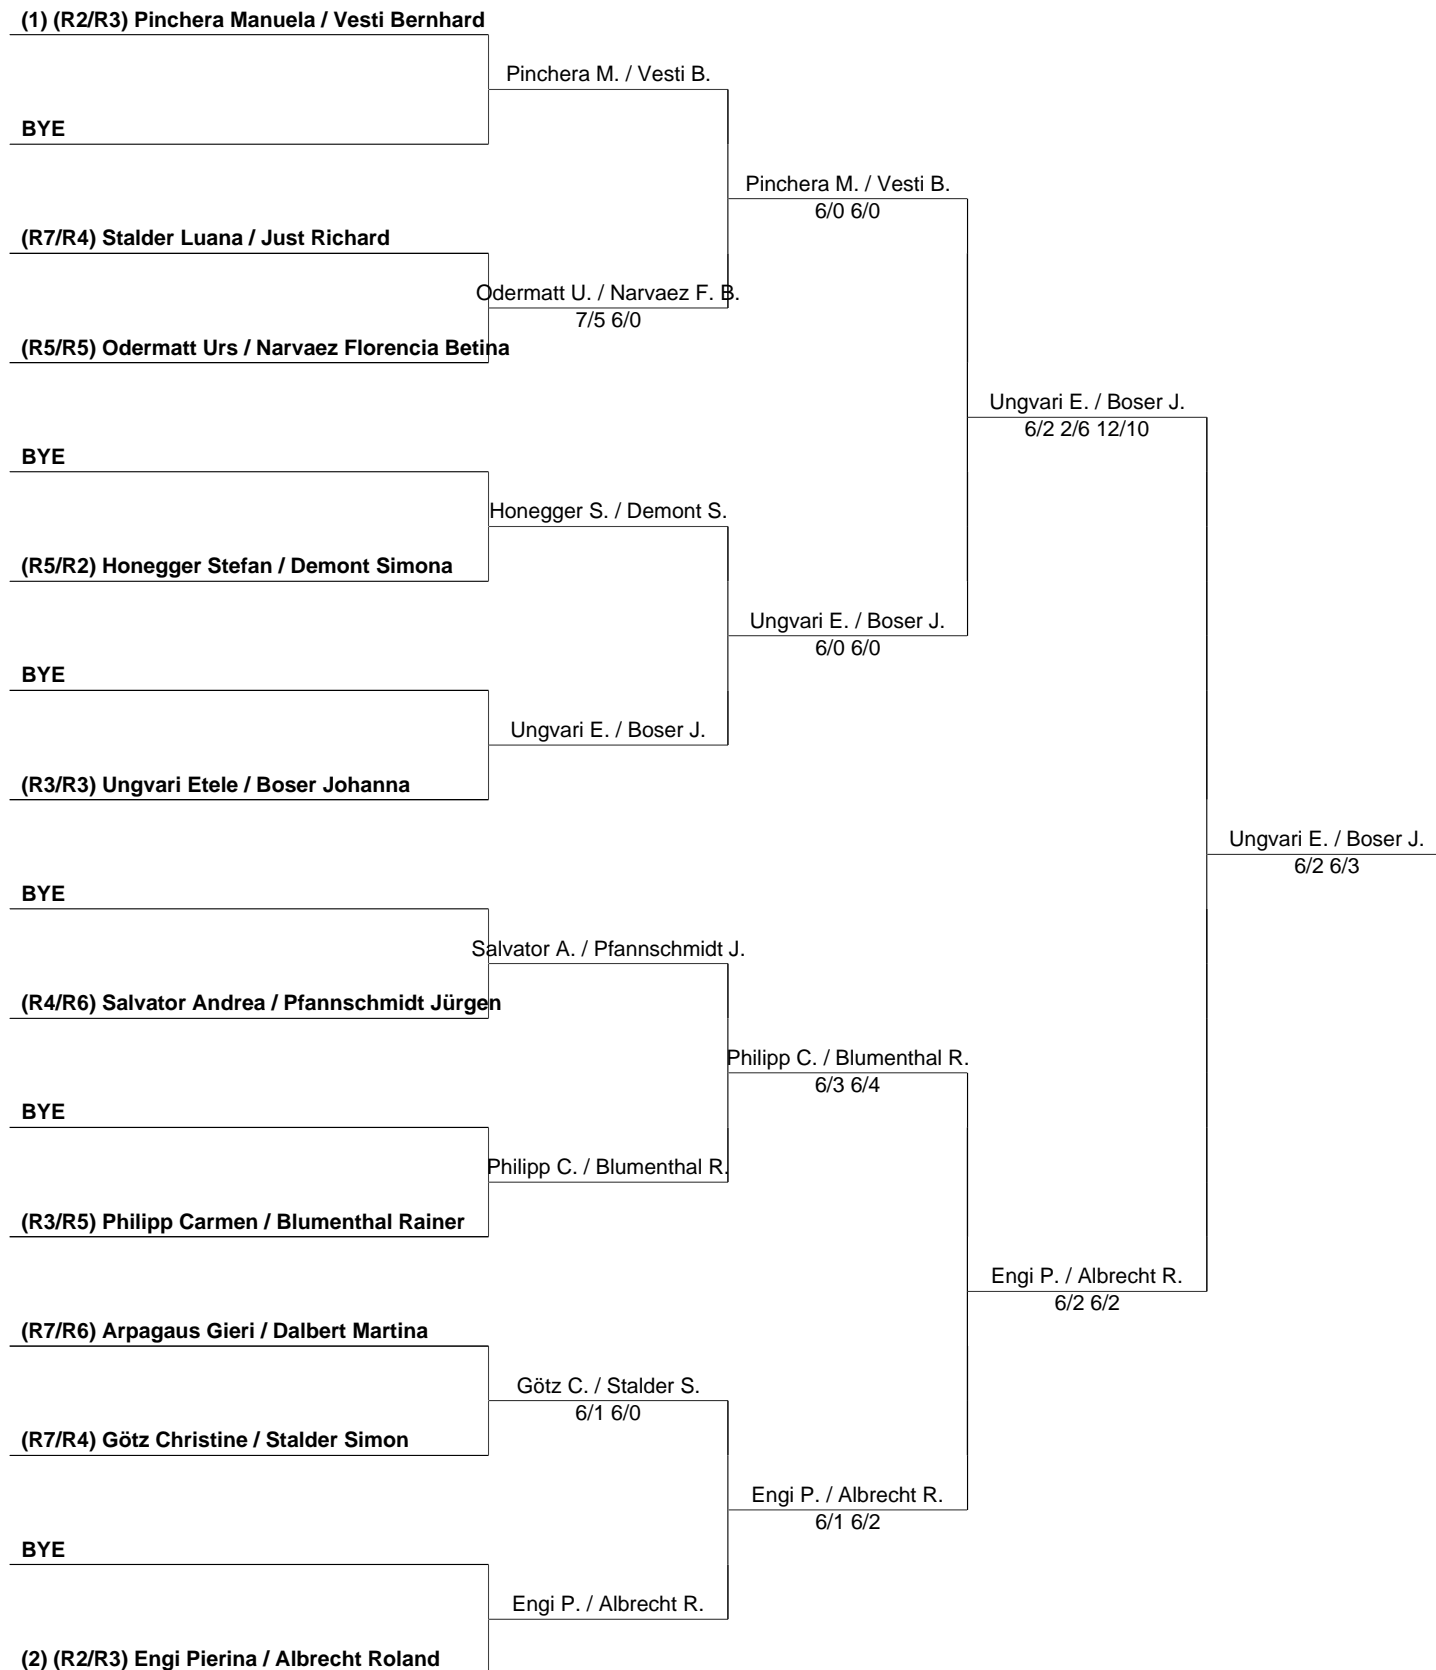 (1) (R2/R3) Pinchera Manuela / Vesti Bernhard
Pinchera M. / Vesti B.
BYE
Pinchera M. / Vesti B.
6/0 6/0
(R7/R4) Stalder Luana / Just Richard
Odermatt U. / Narvaez F. B.
7/5 6/0
(R5/R5) Odermatt Urs / Narvaez Florencia Betina
Ungvari E. / Boser J.
6/2 2/6 12/10
BYE
Honegger S. / Demont S.
(R5/R2) Honegger Stefan / Demont Simona
Ungvari E. / Boser J.
6/0 6/0
BYE
Ungvari E. / Boser J.
(R3/R3) Ungvari Etele / Boser Johanna
Ungvari E. / Boser J.
6/2 6/3
BYE
Salvator A. / Pfannschmidt J.
(R4/R6) Salvator Andrea / Pfannschmidt Jürgen
Philipp C. / Blumenthal R.
6/3 6/4
BYE
Philipp C. / Blumenthal R.
(R3/R5) Philipp Carmen / Blumenthal Rainer
Engi P. / Albrecht R.
6/2 6/2
(R7/R6) Arpagaus Gieri / Dalbert Martina
Götz C. / Stalder S.
6/1 6/0
(R7/R4) Götz Christine / Stalder Simon
Engi P. / Albrecht R.
6/1 6/2
BYE
Engi P. / Albrecht R.
(2) (R2/R3) Engi Pierina / Albrecht Roland